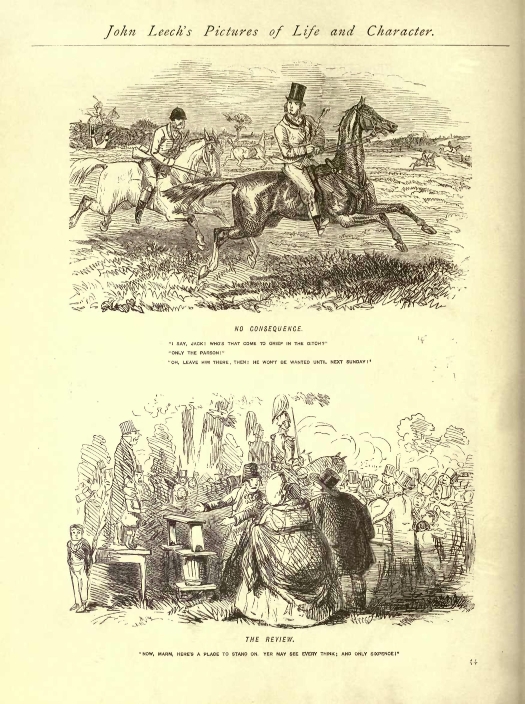 John Leech's Pictures of Life and Character.
NO CONSEQUENCE.
"I SAY, JACK! WHO'S THAT COME TO GRIEF IN THE DITCH?"
"ONLY THE PARSON!"
"OH, LEAVE HIM THERE, THEN! HE WON'T BE WANTED UNTIL NEXT SUNDAY!"
THE REVIEW.
"NOW, MARM, HERE'S A PLACE TO STAND ON. YER MAY SEE EVERY THINK; AND ONLY SIXPENCE!"